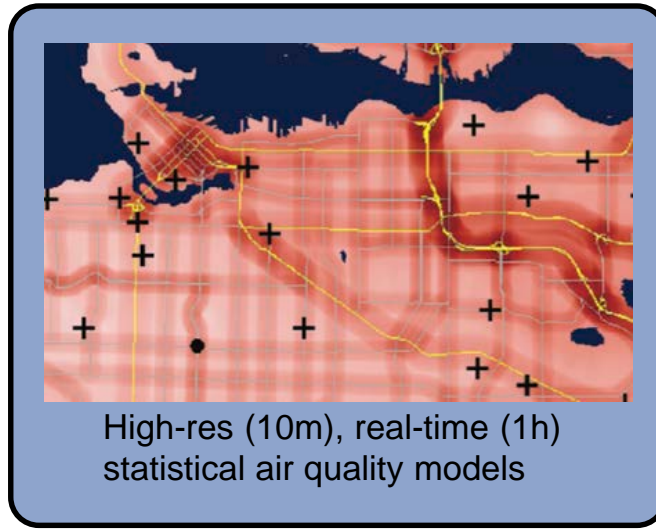 High-res (10m), real-time (1h)
statistical air quality models